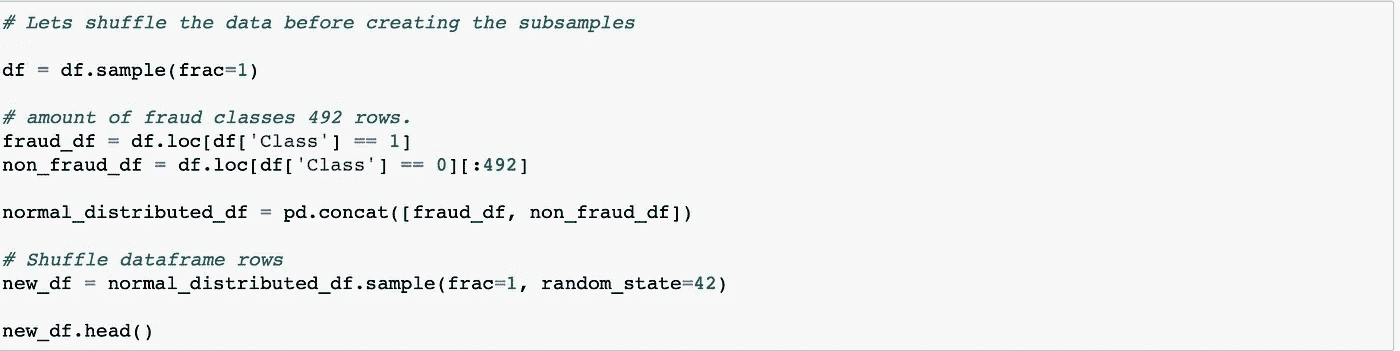 # Lets shuffle the data before creating the subsamples
df = df.sample(frac=1)
# amount of fraud classes 492 rows.
fraud_df = df.loc[df['Class'] == 1]
non_fraud_df = df.loc[df['Class'] == 0][:492]
normal_distributed_df = pd.concat([fraud_df, non_fraud_df])
# Shuffle dataframe rows
new_df = normal_distributed_df.sample(frac=1, random_state=42)
new_df.head()